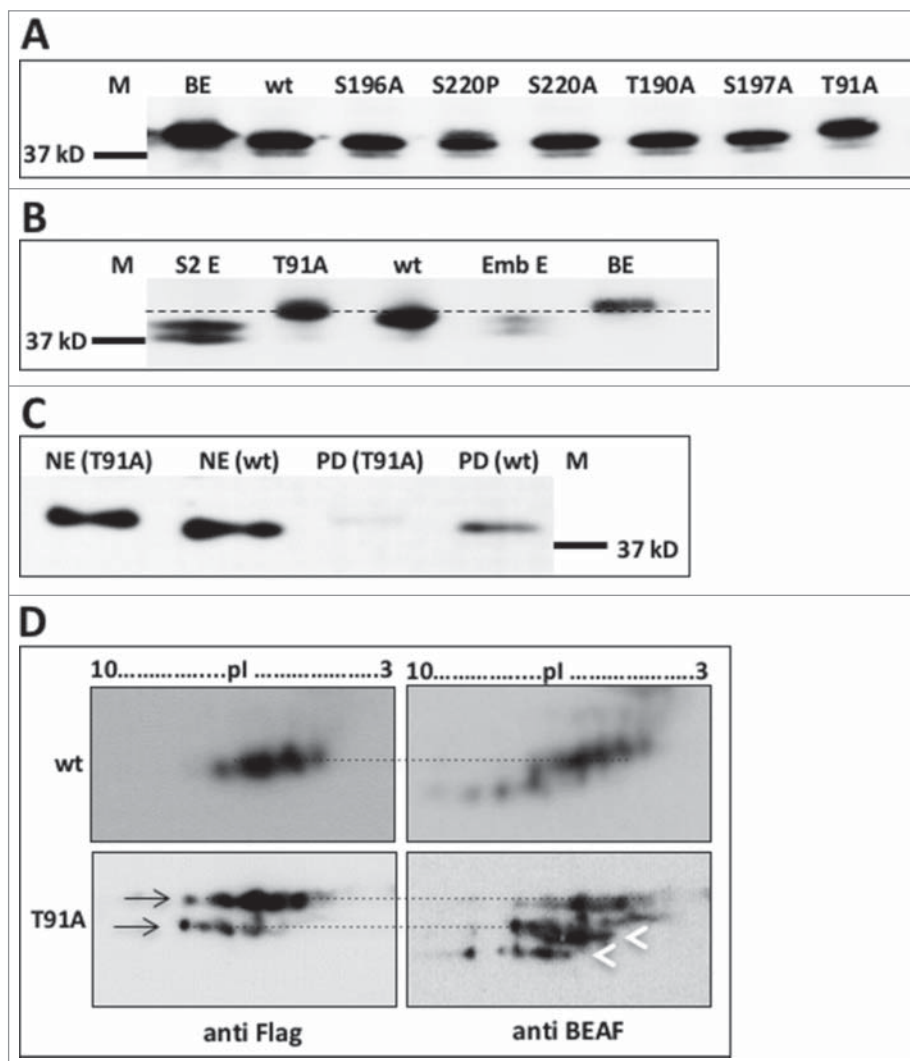 A
M BE wt S196A S220P S220A T190A S197A T91A
37 kD
B
M S2 E T91A wt Emb E BE
37 kD
C
NE (T91A) NE (wt) PD (T91A) PD (wt) M
37 kD
D
10..................pI ......................3 10..................pI ......................3
wt
T91A
anti Flag anti BEAF